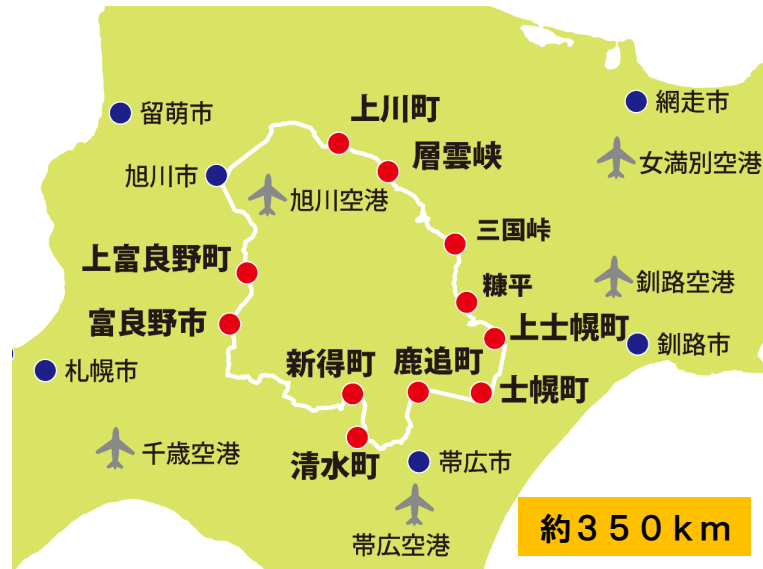 上川町
網走市
留萌市
層雲峡
女満別空港
旭川市
旭川空港
三国峠
上富良野町
糠平
釧路空港
富良野市
上士幌町
釧路市
新得町
鹿追町
札幌市
士幌町
千歳空港
清水町
帯広市
約３５０ｋｍ
帯広空港